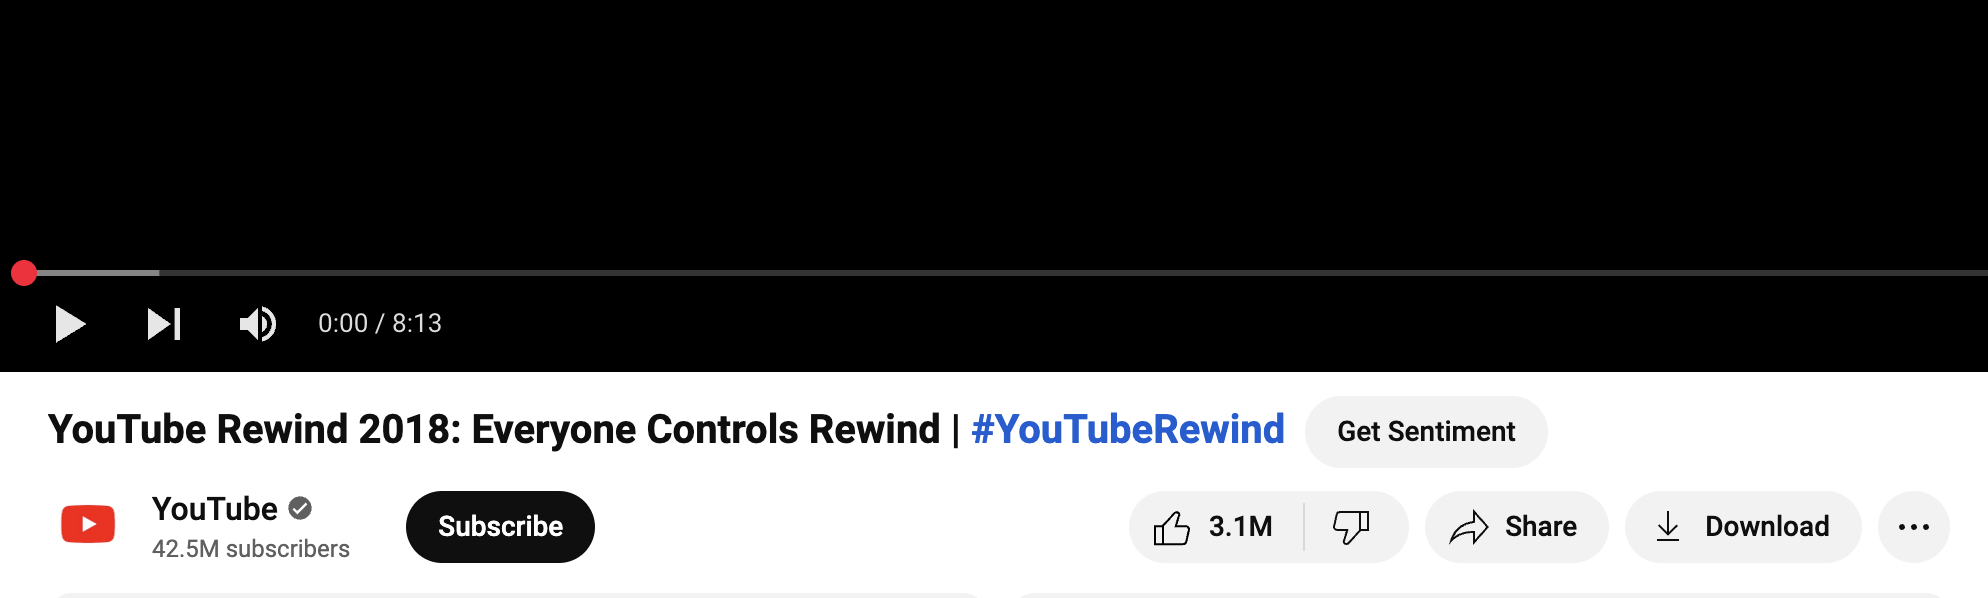 0:00 / 8:13
YouTube Rewind 2018: Everyone Controls Rewind | #YouTubeRewind
Get Sentiment
YouTube
42.5M subscribers
Subscribe
3.1M
Share
Download